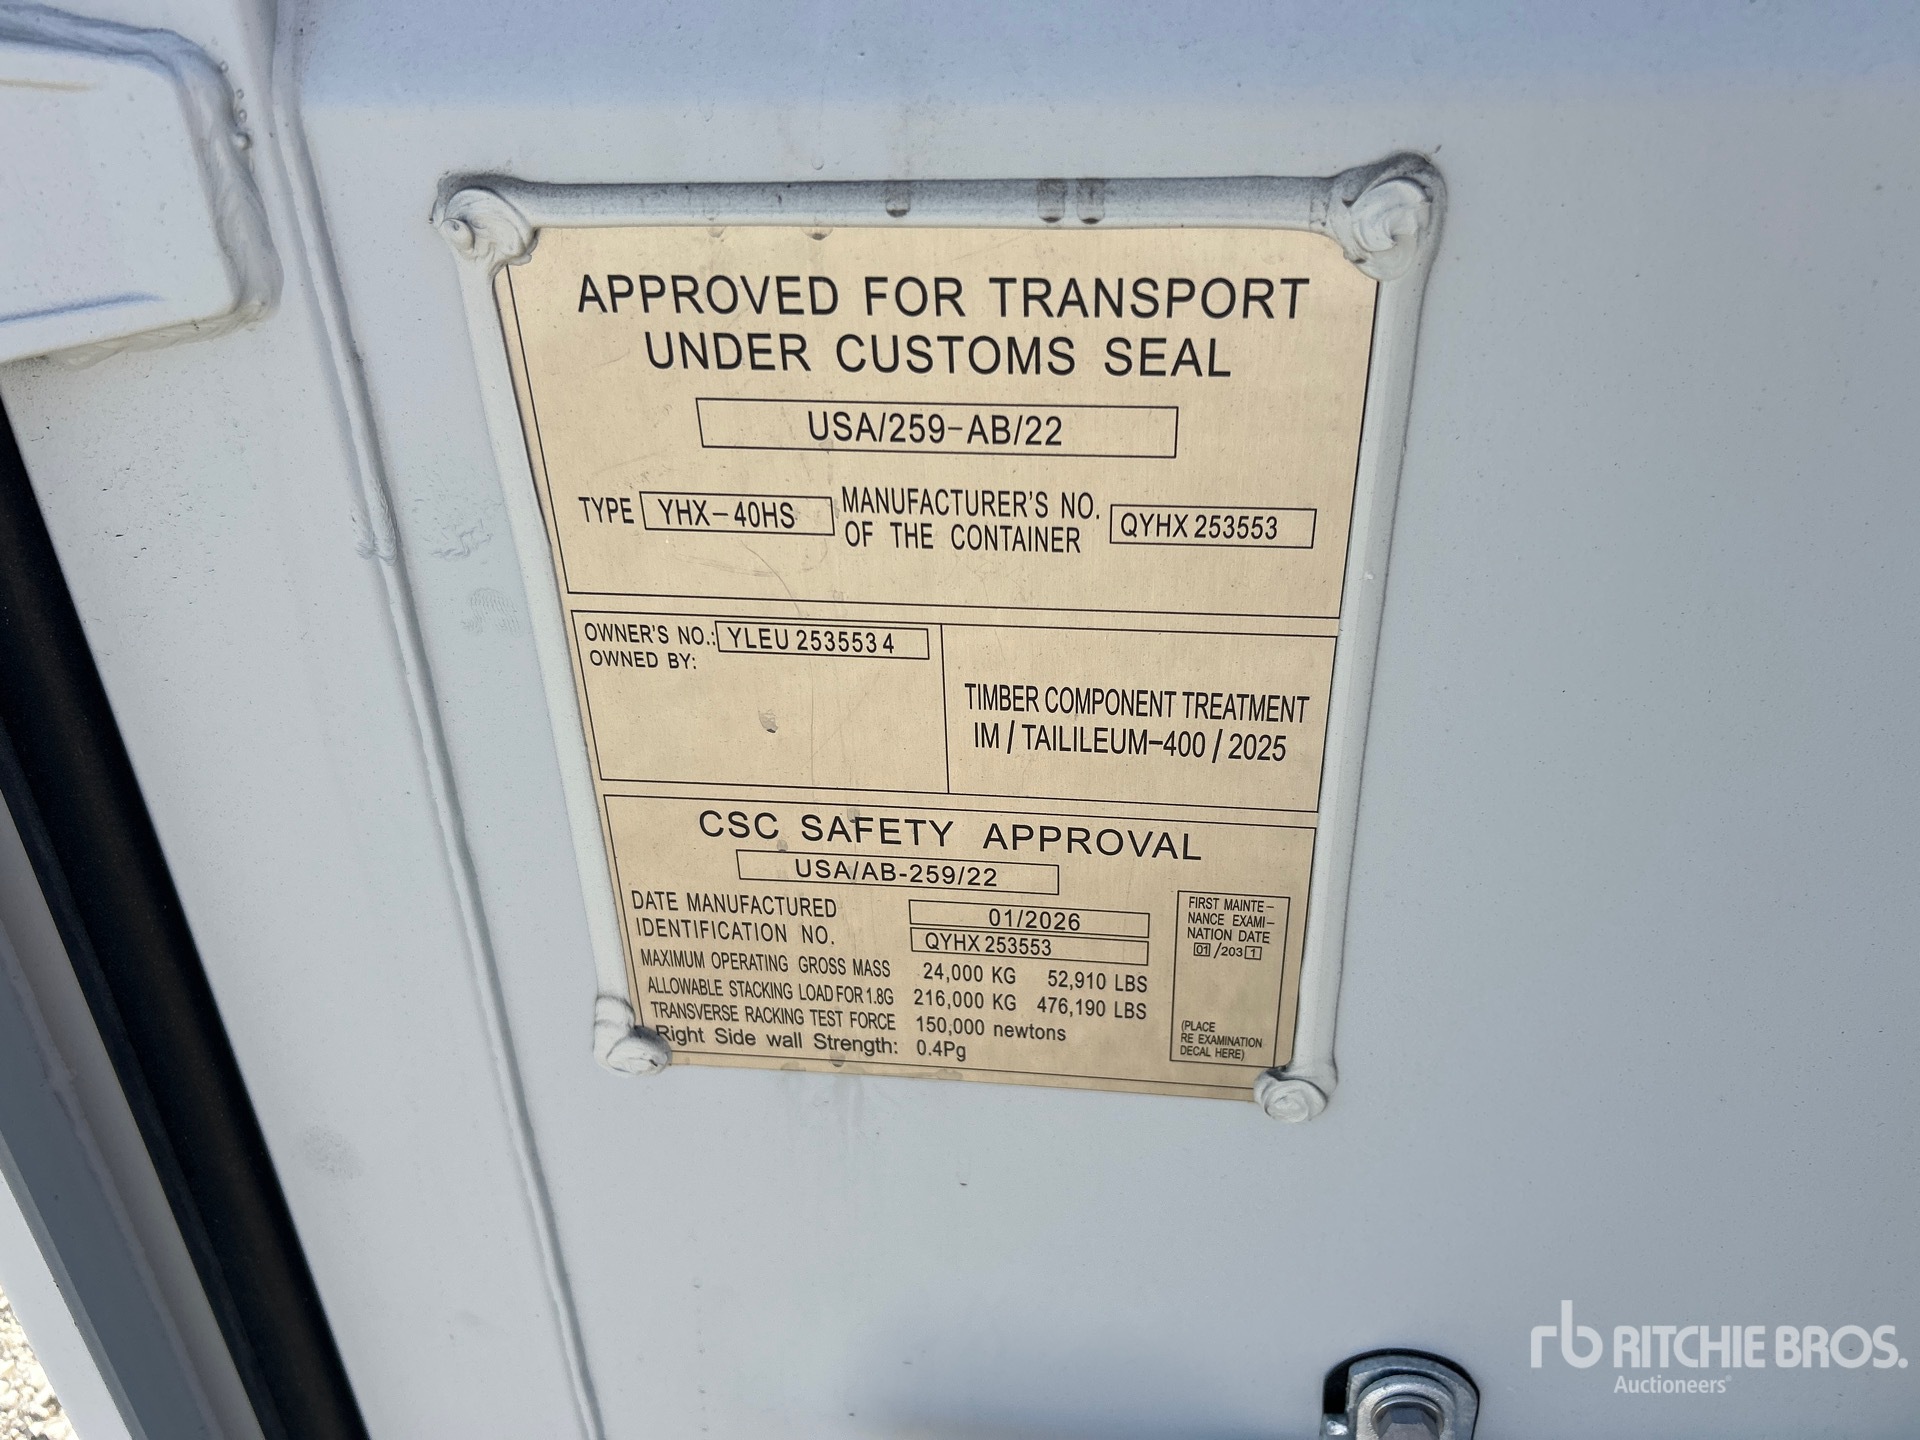 APPROVED FOR TRANSPORT
UNDER CUSTOMS SEAL
USA/259-AB/22
TYPE YHX-40HS MANUFACTURER'S NO. OF THE CONTAINER QYHX 253553
OWNER'S NO.: YLEU 2535534
OWNED BY:
TIMBER COMPONENT TREATMENT
IM / TAILILEUM-400 / 2025
CSC SAFETY APPROVAL
USA/AB-259/22
DATE MANUFACTURED 01/2026
IDENTIFICATION NO. QYHX 253553
MAXIMUM OPERATING GROSS MASS 24,000 KG 52,910 LBS
ALLOWABLE STACKING LOAD FOR 1.8G 216,000 KG 476,190 LBS
TRANSVERSE RACKING TEST FORCE 150,000 newtons
Right Side wall Strength: 0.4Pg
FIRST MAINTE-
NANCE EXAMI-
NATION DATE
01/2031
(PLACE
RE EXAMINATION
DECAL HERE)
rb RITCHIE BROS.
Auctioneers